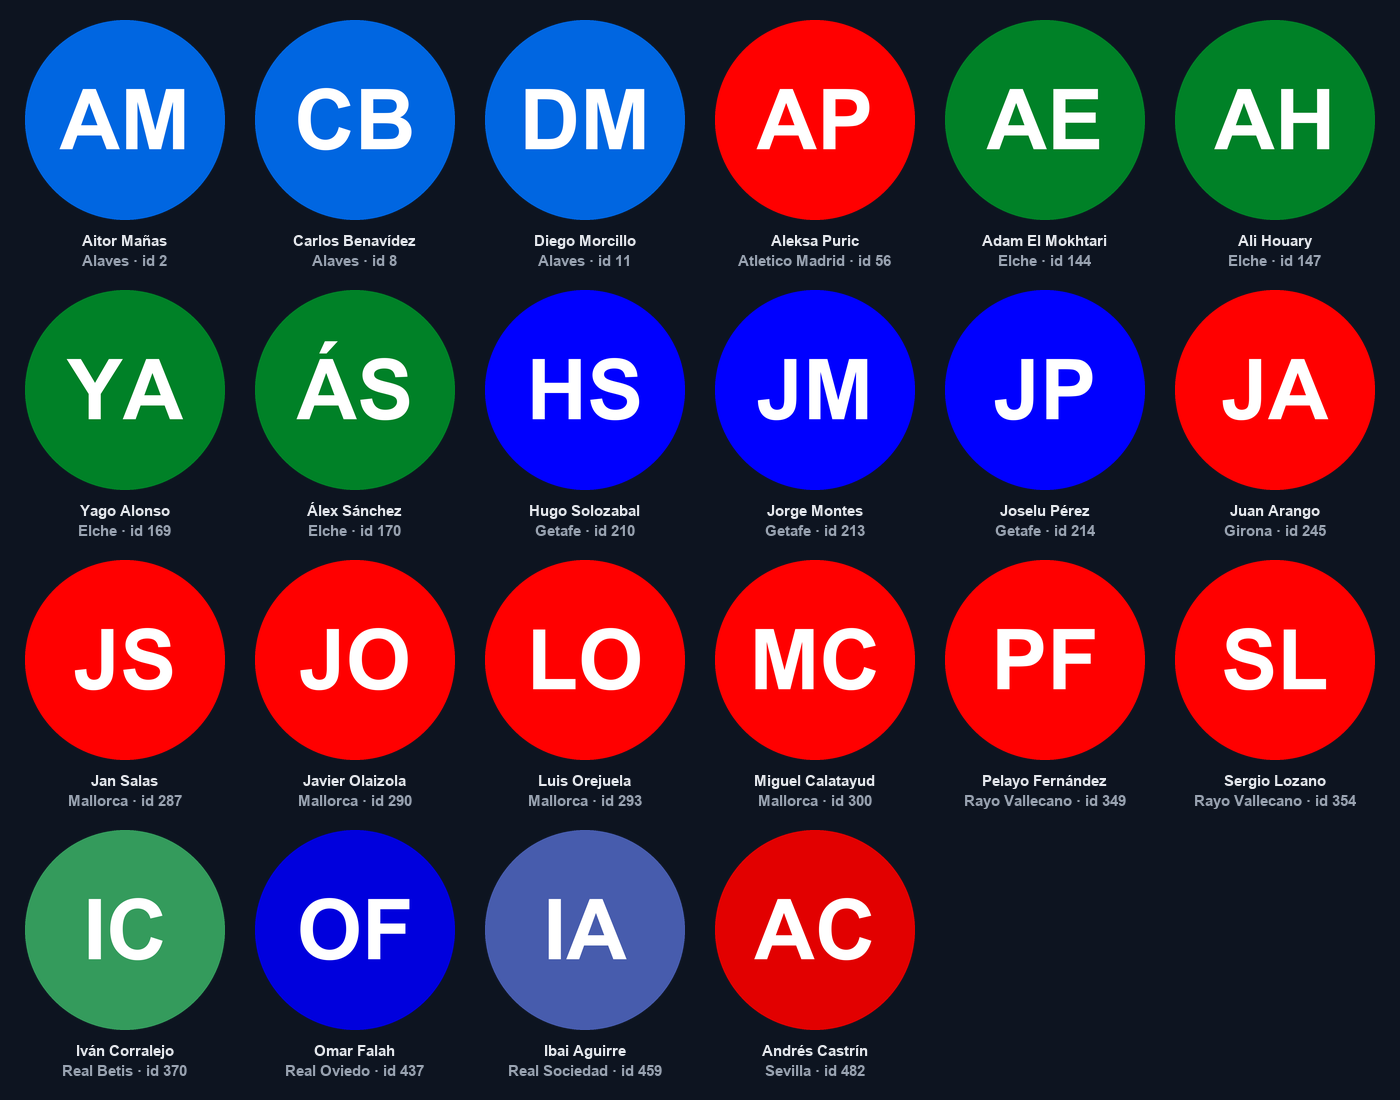 AM CB DM AP AE AH
Aitor Mañas Carlos Benavídez Diego Morcillo Aleksa Puric Adam El Mokhtari Ali Houary
Alaves · id 2 Alaves · id 8 Alaves · id 11 Atletico Madrid · id 56 Elche · id 144 Elche · id 147
YA ÁS HS JM JP JA
Yago Alonso Álex Sánchez Hugo Solozabal Jorge Montes Joselu Pérez Juan Arango
Elche · id 169 Elche · id 170 Getafe · id 210 Getafe · id 213 Getafe · id 214 Girona · id 245
JS JO LO MC PF SL
Jan Salas Javier Olaizola Luis Orejuela Miguel Calatayud Pelayo Fernández Sergio Lozano
Mallorca · id 287 Mallorca · id 290 Mallorca · id 293 Mallorca · id 300 Rayo Vallecano · id 349 Rayo Vallecano · id 354
IC OF IA AC
Iván Corralejo Omar Falah Ibai Aguirre Andrés Castrín
Real Betis · id 370 Real Oviedo · id 437 Real Sociedad · id 459 Sevilla · id 482